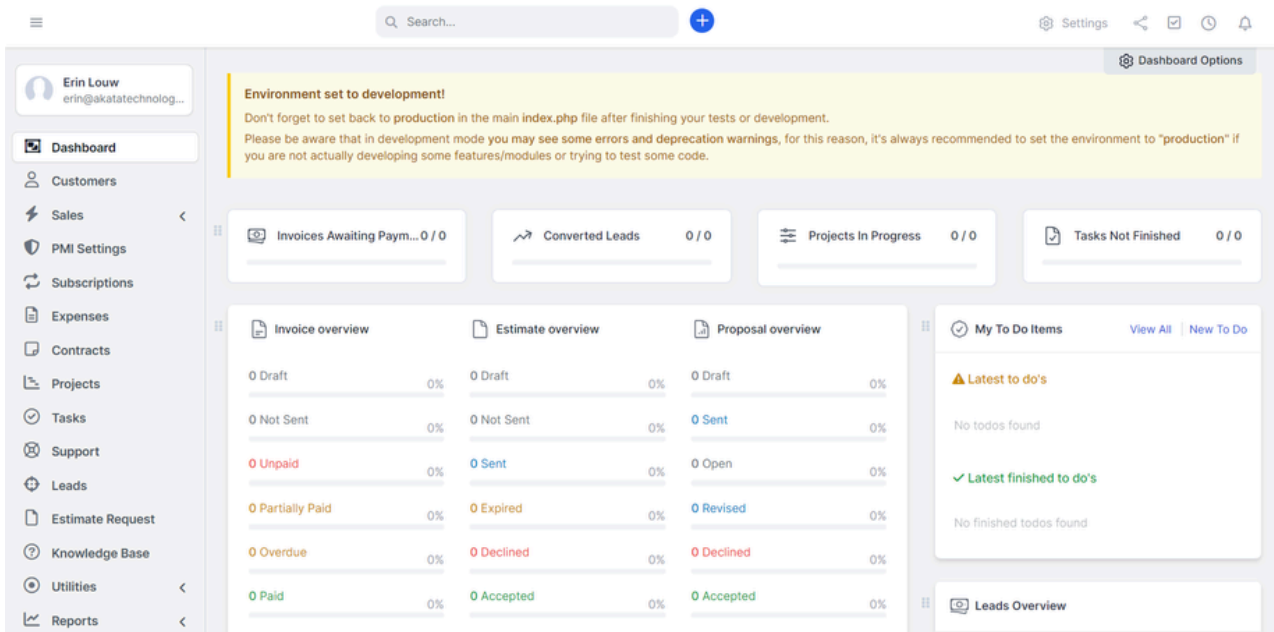 Search...
Settings
Dashboard Options
Erin Louw
erin@akatatechnolog...
Dashboard
Customers
Sales
PMI Settings
Subscriptions
Expenses
Contracts
Projects
Tasks
Support
Leads
Estimate Request
Knowledge Base
Utilities
Reports
Environment set to development!
Don't forget to set back to production in the main index.php file after finishing your tests or development.
Please be aware that in development mode you may see some errors and deprecation warnings, for this reason, it's always recommended to set the environment to "production" if
you are not actually developing some features/modules or trying to test some code.
Invoices Awaiting Paym... 0 / 0
Converted Leads 0 / 0
Projects In Progress 0 / 0
Tasks Not Finished 0 / 0
Invoice overview
0 Draft 0%
0 Not Sent 0%
0 Unpaid 0%
0 Partially Paid 0%
0 Overdue 0%
0 Paid 0%
Estimate overview
0 Draft 0%
0 Not Sent 0%
0 Sent 0%
0 Expired 0%
0 Declined 0%
0 Accepted 0%
Proposal overview
0 Draft 0%
0 Sent 0%
0 Open 0%
0 Revised 0%
0 Declined 0%
0 Accepted 0%
My To Do Items View All New To Do
Latest to do's
No todos found
Latest finished to do's
No finished todos found
Leads Overview